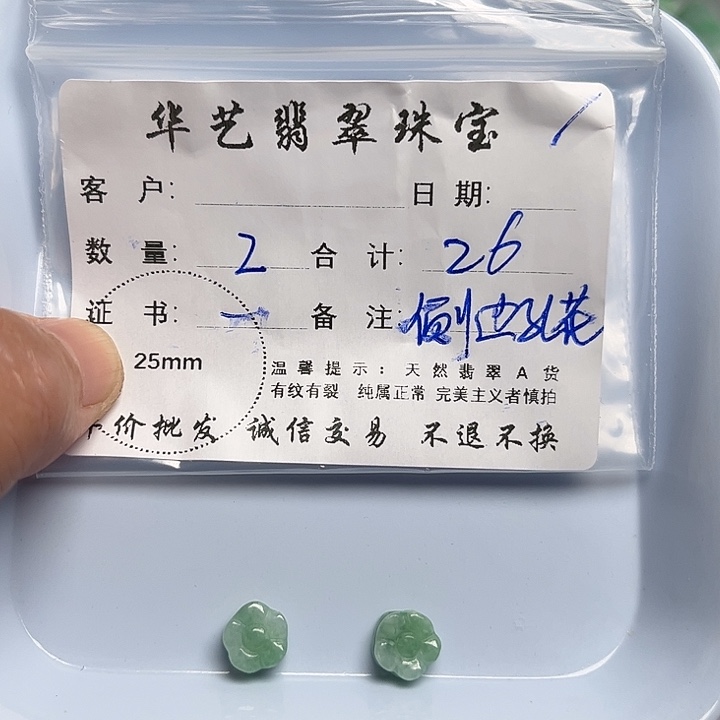 华艺翡翠珠宝
客户： 日期：
数量：2 合计：26
证书：一 备注：侧边孔花
25mm
温馨提示：天然翡翠A货
有纹有裂 纯属正常 完美主义者慎拍
价批发 诚信交易 不退不换